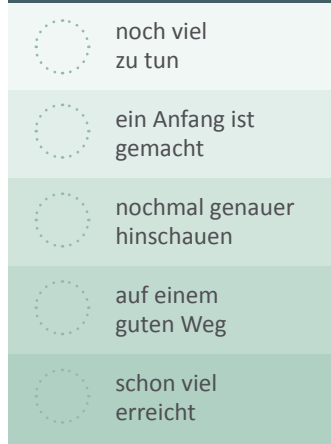 noch viel
zu tun
ein Anfang ist
gemacht
nochmal genauer
hinschauen
auf einem
guten Weg
schon viel
erreicht